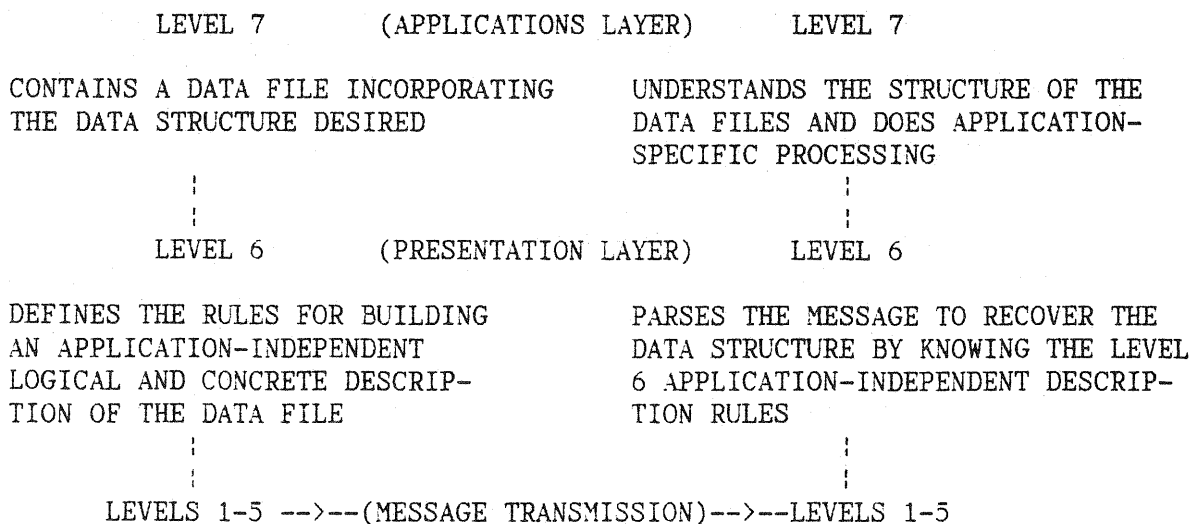 LEVEL 7 (APPLICATIONS LAYER) LEVEL 7
CONTAINS A DATA FILE INCORPORATING
THE DATA STRUCTURE DESIRED
UNDERSTANDS THE STRUCTURE OF THE
DATA FILES AND DOES APPLICATION-
SPECIFIC PROCESSING
LEVEL 6 (PRESENTATION LAYER) LEVEL 6
DEFINES THE RULES FOR BUILDING
AN APPLICATION-INDEPENDENT
LOGICAL AND CONCRETE DESCRIP-
TION OF THE DATA FILE
PARSES THE MESSAGE TO RECOVER THE
DATA STRUCTURE BY KNOWING THE LEVEL
6 APPLICATION-INDEPENDENT DESCRIP-
TION RULES
LEVELS 1-5 -->--(MESSAGE TRANSMISSION)-->--LEVELS 1-5